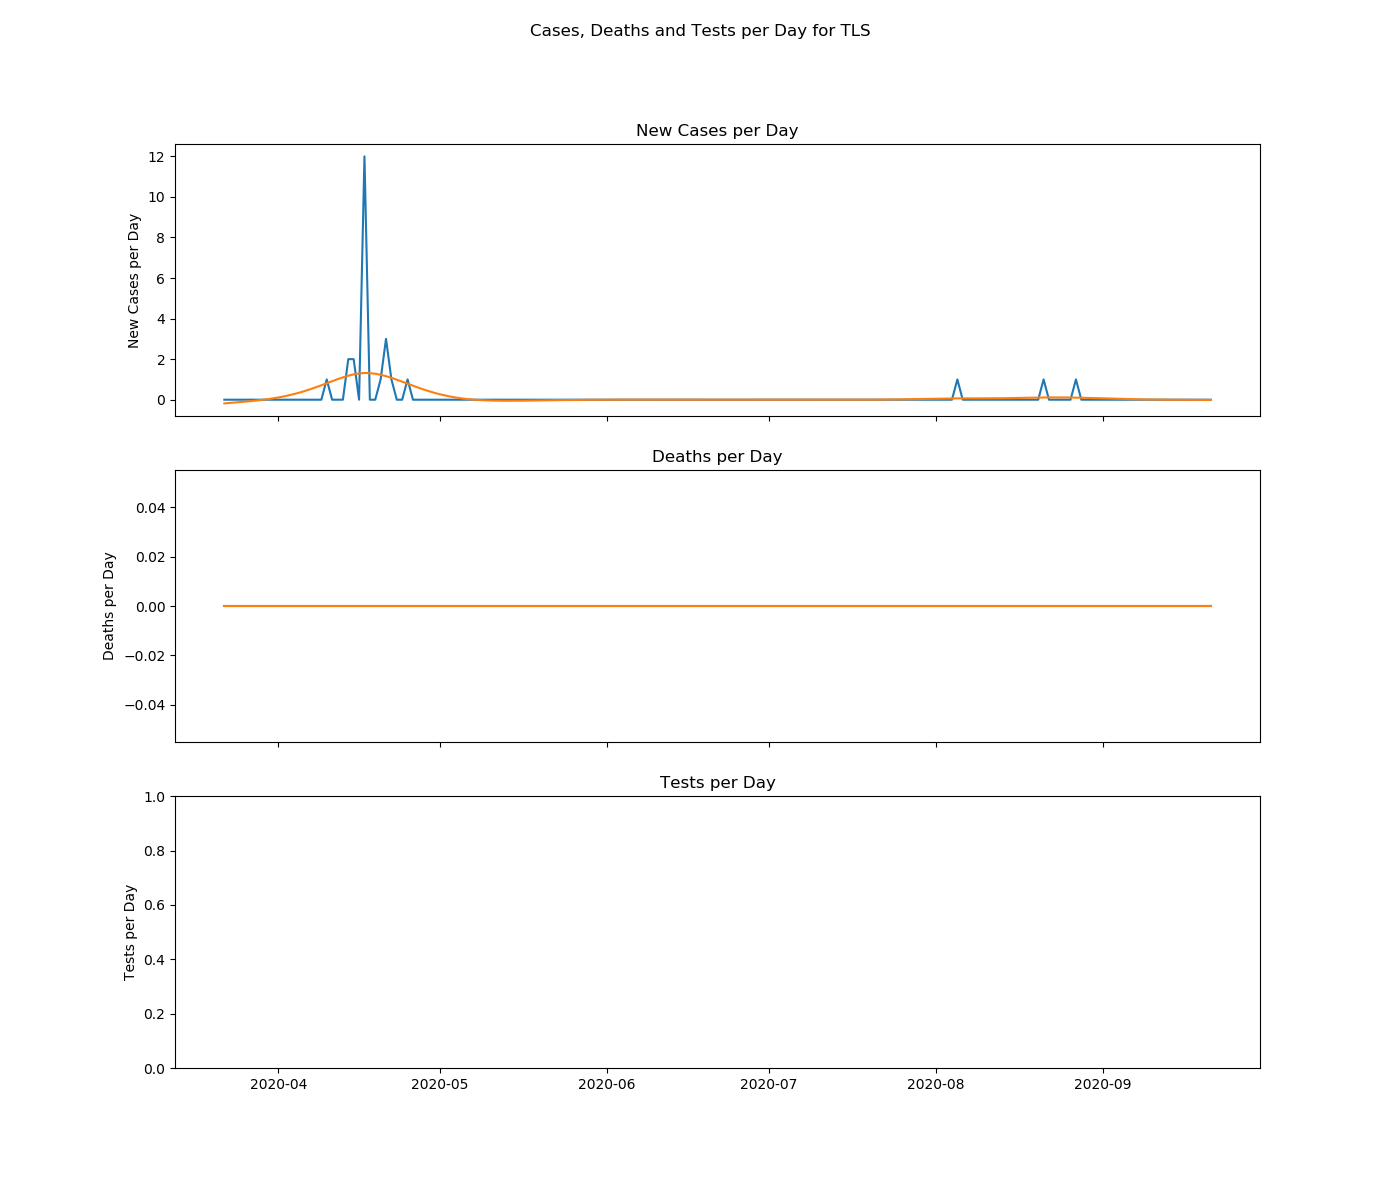 Cases, Deaths and Tests per Day for TLS
New Cases per Day
New Cases per Day
12
10
8
6
4
2
0
Deaths per Day
Deaths per Day
0.04
0.02
0.00
−0.02
−0.04
Tests per Day
Tests per Day
1.0
0.8
0.6
0.4
0.2
0.0
2020-04 2020-05 2020-06 2020-07 2020-08 2020-09